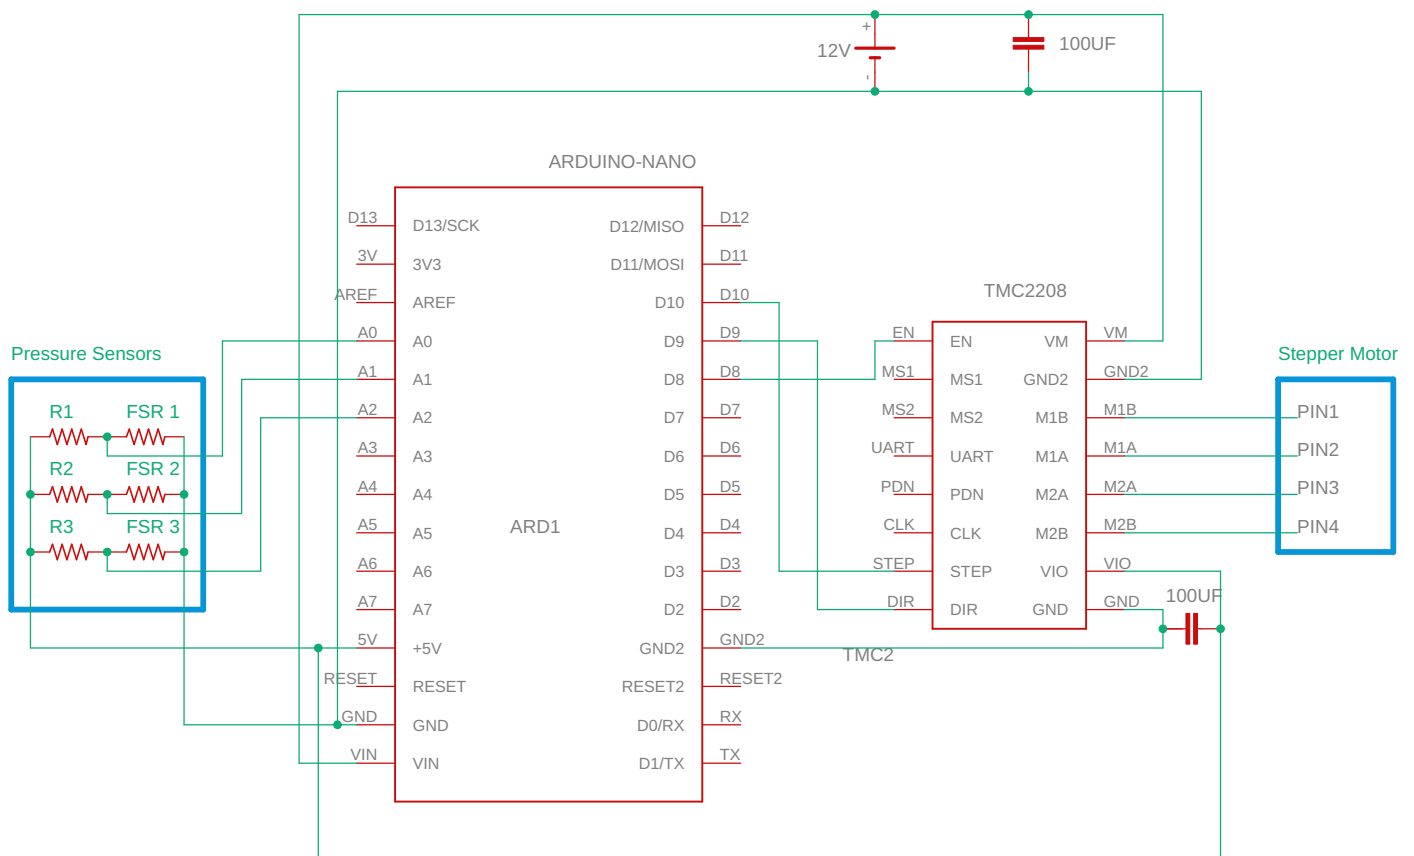 +
12V
-
100UF
ARDUINO-NANO
D13
D13/SCK
D12/MISO
D12
3V
3V3
D11/MOSI
D11
AREF
AREF
D10
D10
A0
A0
D9
D9
A1
A1
D8
D8
A2
A2
D7
D7
A3
A3
D6
D6
A4
A4
D5
D5
A5
A5
D4
D4
A6
A6
D3
D3
A7
A7
D2
D2
5V
+5V
GND2
GND2
RESET
RESET
RESET2
RESET2
GND
GND
D0/RX
RX
VIN
VIN
D1/TX
TX
ARD1
Pressure Sensors
R1
FSR 1
R2
FSR 2
R3
FSR 3
TMC2208
EN
EN
VM
VM
MS1
MS1
GND2
GND2
MS2
MS2
M1B
M1B
UART
UART
M1A
M1A
PDN
PDN
M2A
M2A
CLK
CLK
M2B
M2B
STEP
STEP
VIO
VIO
DIR
DIR
GND
GND
TMC2
100UF
Stepper Motor
PIN1
PIN2
PIN3
PIN4